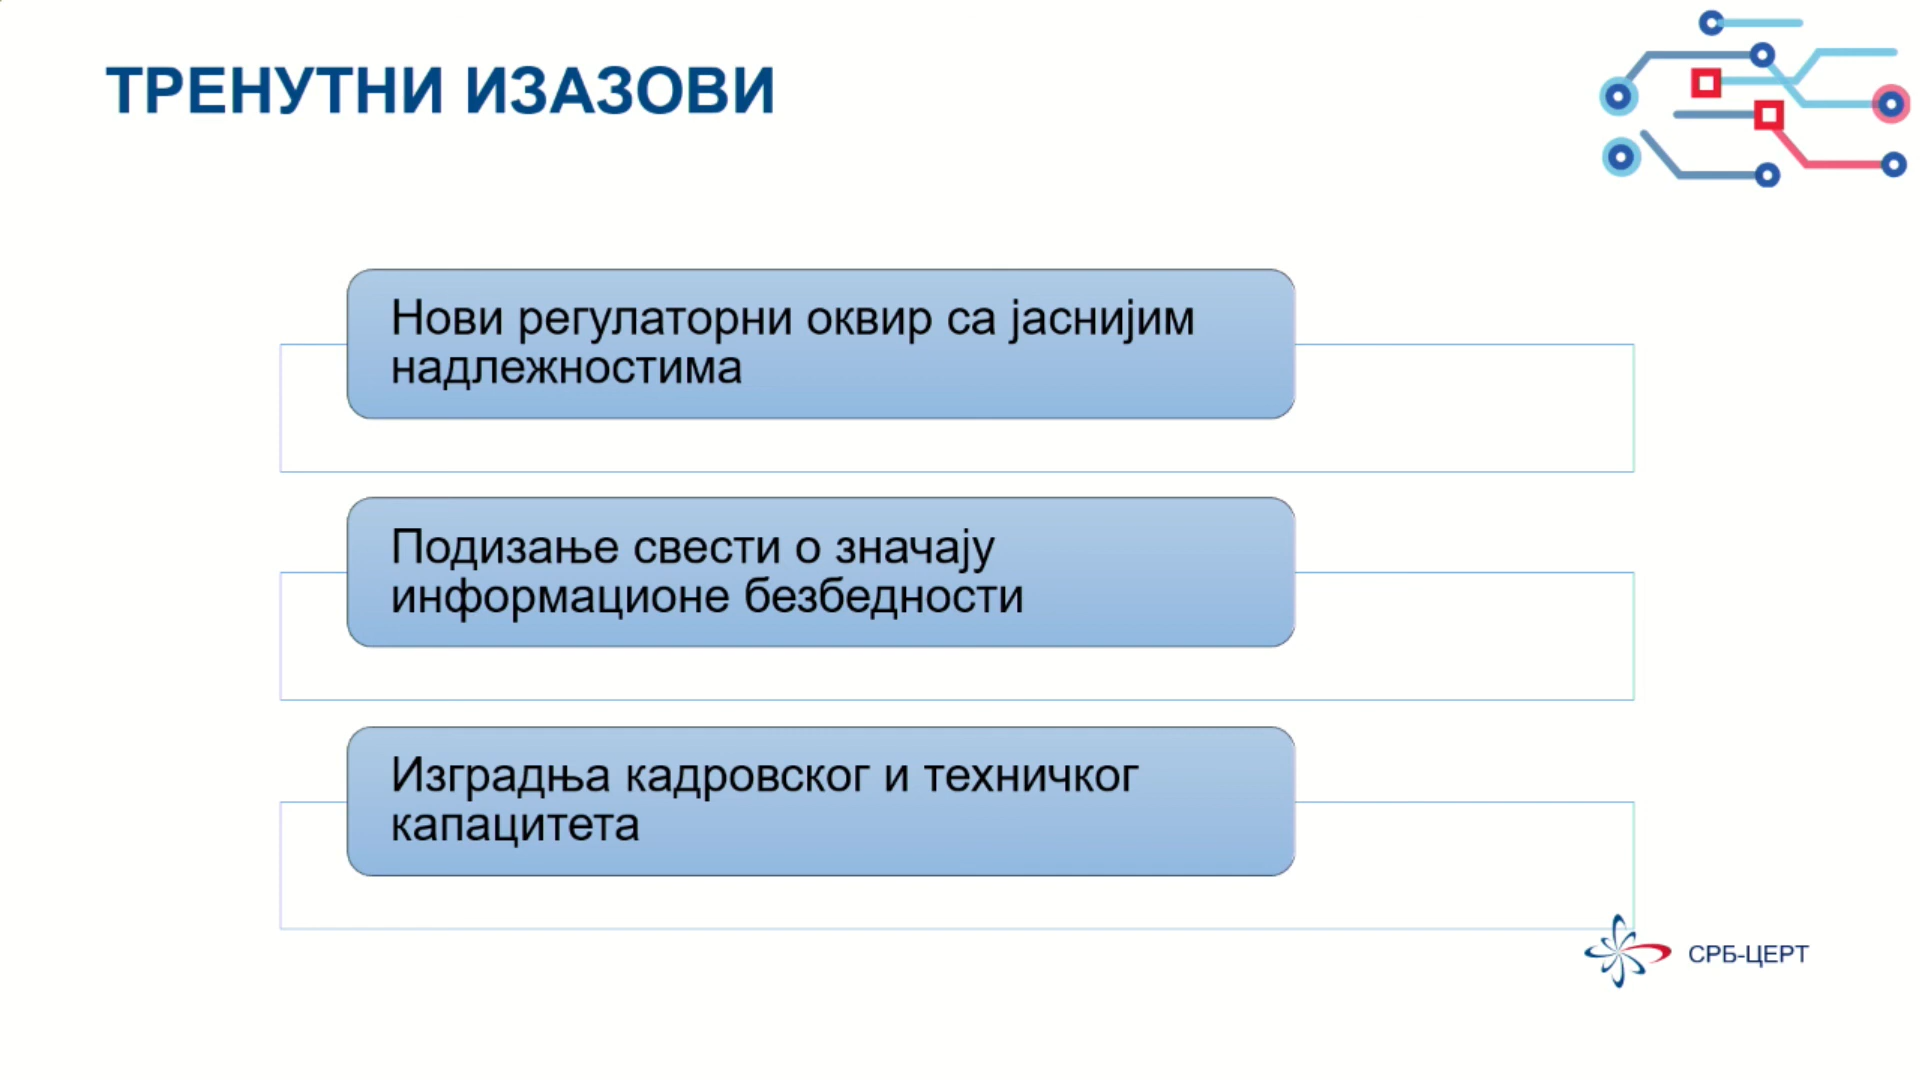 ТРЕНУТНИ ИЗАЗОВИ
Нови регулаторни оквир са јаснијим
надлежностима
Подизање свести о значају
информационе безбедности
Изградња кадровског и техничког
капацитета
СРБ-ЦЕРТ